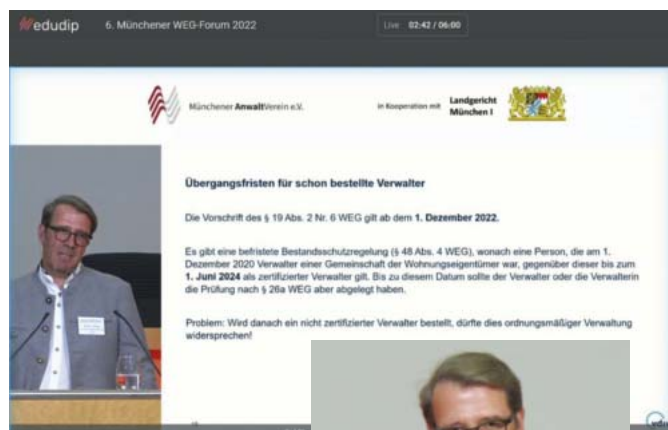 edudip
6. Münchener WEG-Forum 2022
Live 02:42 / 06:00
Münchener AnwaltVerein e.V.
in Kooperation mit
Landgericht
München I
Übergangsfristen für schon bestellte Verwalter
Die Vorschrift des § 19 Abs. 2 Nr. 6 WEG gilt ab dem 1. Dezember 2022.
Es gibt eine befristete Bestandsschutzregelung (§ 48 Abs. 4 WEG), wonach eine Person, die am 1.
Dezember 2020 Verwalter einer Gemeinschaft der Wohnungseigentümer war, gegenüber dieser bis zum
1. Juni 2024 als zertifizierter Verwalter gilt. Bis zu diesem Datum sollte der Verwalter oder die Verwalterin
die Prüfung nach § 26a WEG aber abgelegt haben.
Problem: Wird danach ein nicht zertifizierter Verwalter bestellt, dürfte dies ordnungsmäßiger Verwaltung
widersprechen!